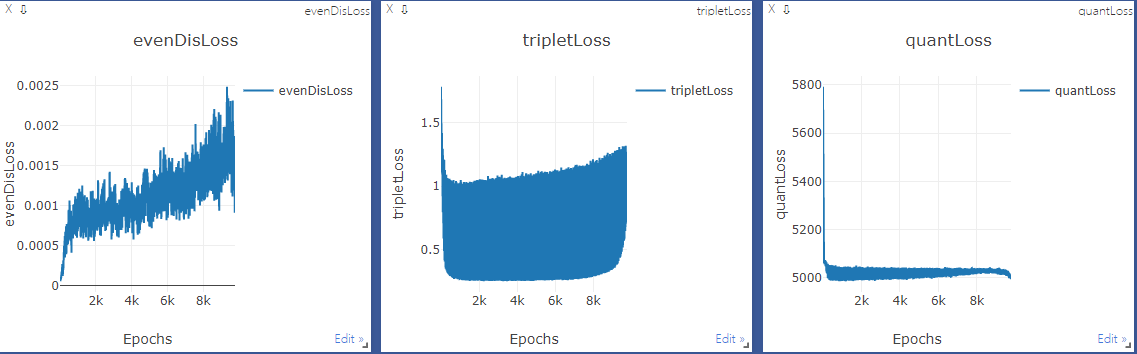 X ⇩ evenDisLoss
evenDisLoss
0.0025
0.002
0.0015
0.001
0.0005
0
evenDisLoss
2k 4k 6k 8k
Epochs
evenDisLoss
Edit »
X ⇩ tripletLoss
tripletLoss
1.5
1
0.5
tripletLoss
2k 4k 6k 8k
Epochs
tripletLoss
Edit »
X ⇩ quantLoss
quantLoss
5800
5600
5400
5200
5000
quantLoss
2k 4k 6k 8k
Epochs
quantLoss
Edit »